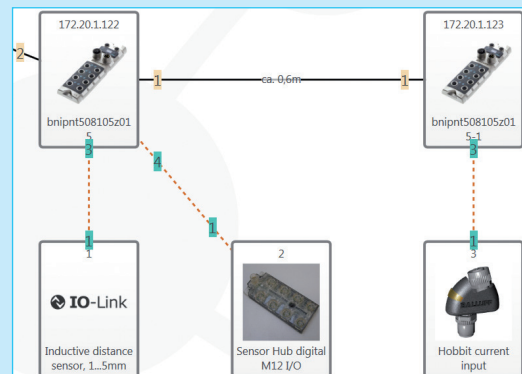 172.20.1.122
172.20.1.123
2
1
ca. 0,6m
1
bnipnt508105z01
5
bnipnt508105z01
5-1
3
4
3
1
1
1
1
2
3
IO-Link
BALLUFF
Inductive distance
sensor, 1...5mm
Sensor Hub digital
M12 I/O
Hobbit current
input